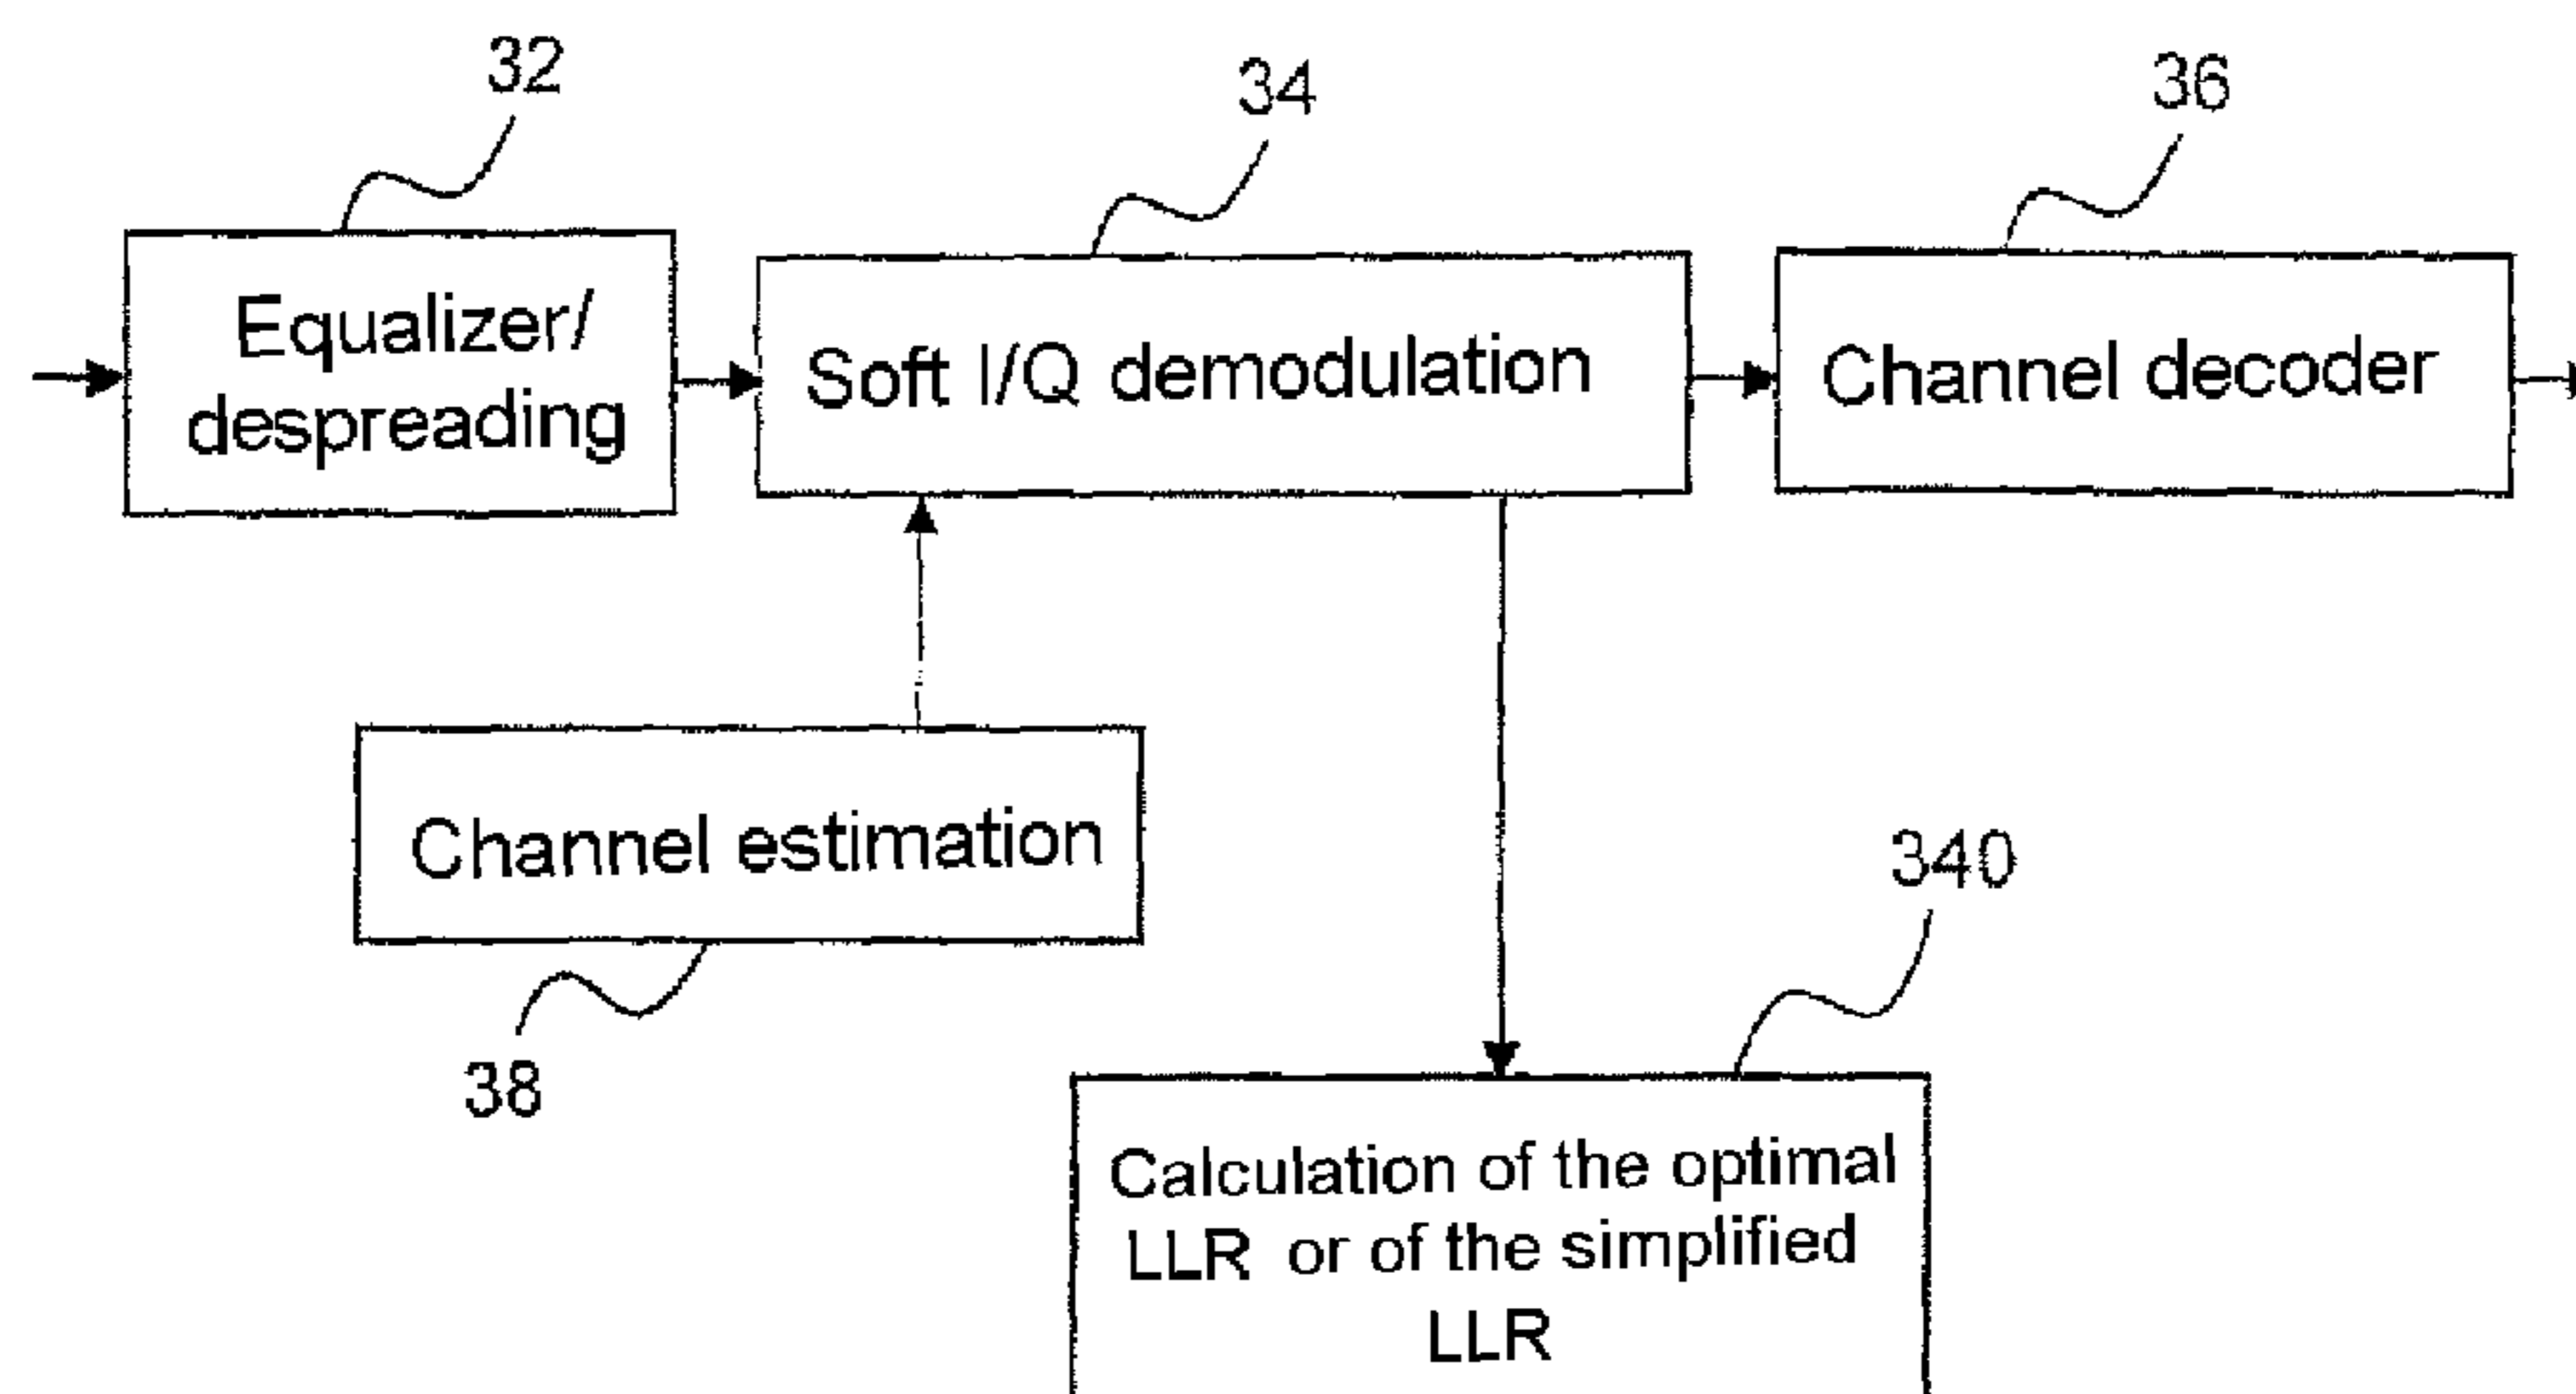 32
34
36
Equalizer/
despreading
Soft I/Q demodulation
Channel decoder
Channel estimation
38
340
Calculation of the optimal
LLR or of the simplified
LLR